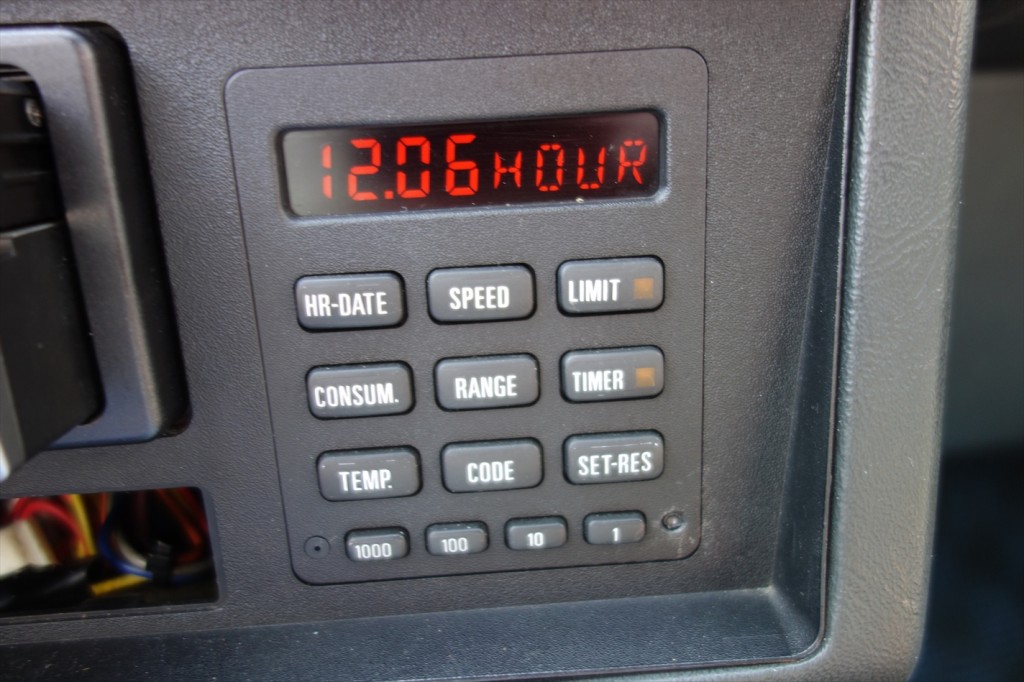 12.06 HOUR
HR-DATE SPEED LIMIT
CONSUM. RANGE TIMER
TEMP. CODE SET-RES
1000 100 10 1